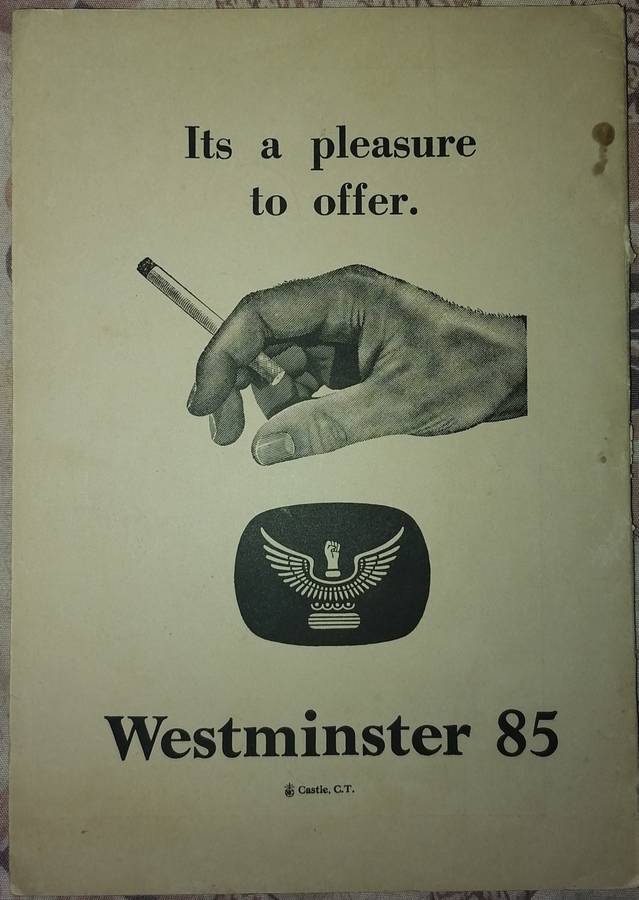 Its a pleasure
to offer.
Westminster 85
Castle, C.T.